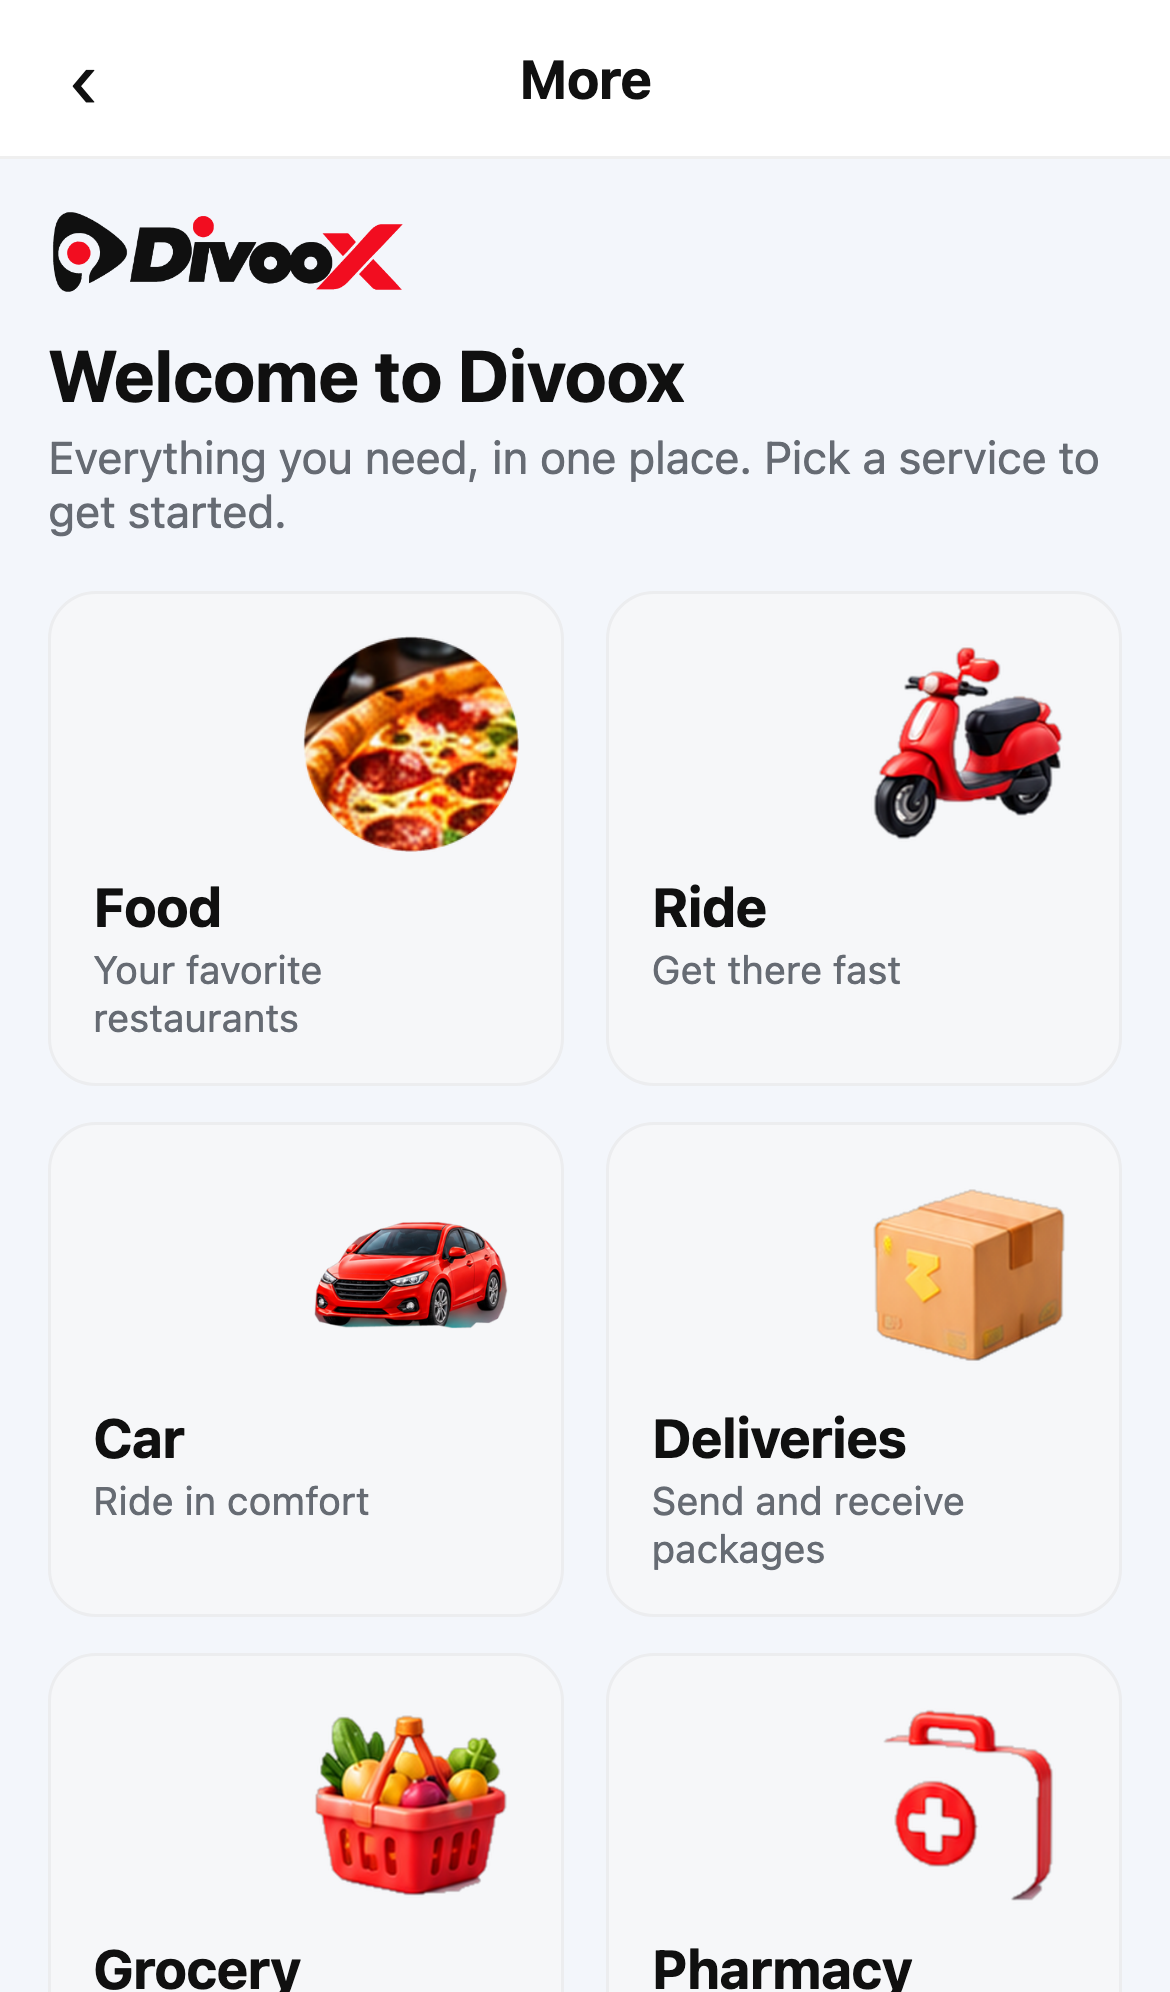 ‹ More
DivooX
Welcome to Divoox
Everything you need, in one place. Pick a service to
get started.
Food
Your favorite
restaurants
Ride
Get there fast
Car
Ride in comfort
Deliveries
Send and receive
packages
Grocery
Pharmacy